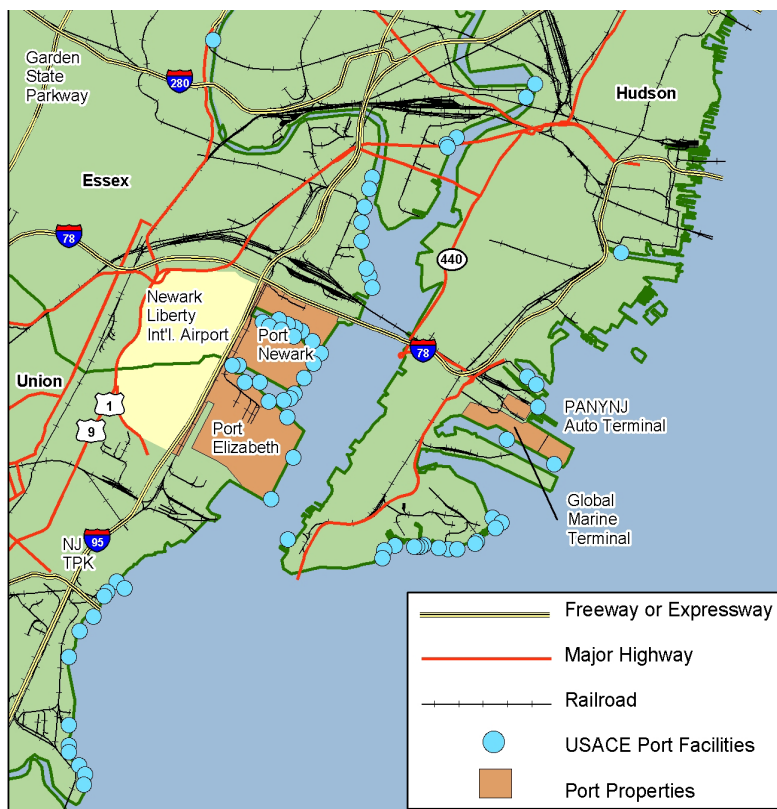 Garden
State
Parkway
280
Hudson
Essex
78
440
Newark
Liberty
Int'l. Airport
Port
Newark
78
Union
1
9
Port
Elizabeth
PANYNJ
Auto Terminal
Global
Marine
Terminal
NJ
TPK
95
Freeway or Expressway
Major Highway
Railroad
USACE Port Facilities
Port Properties